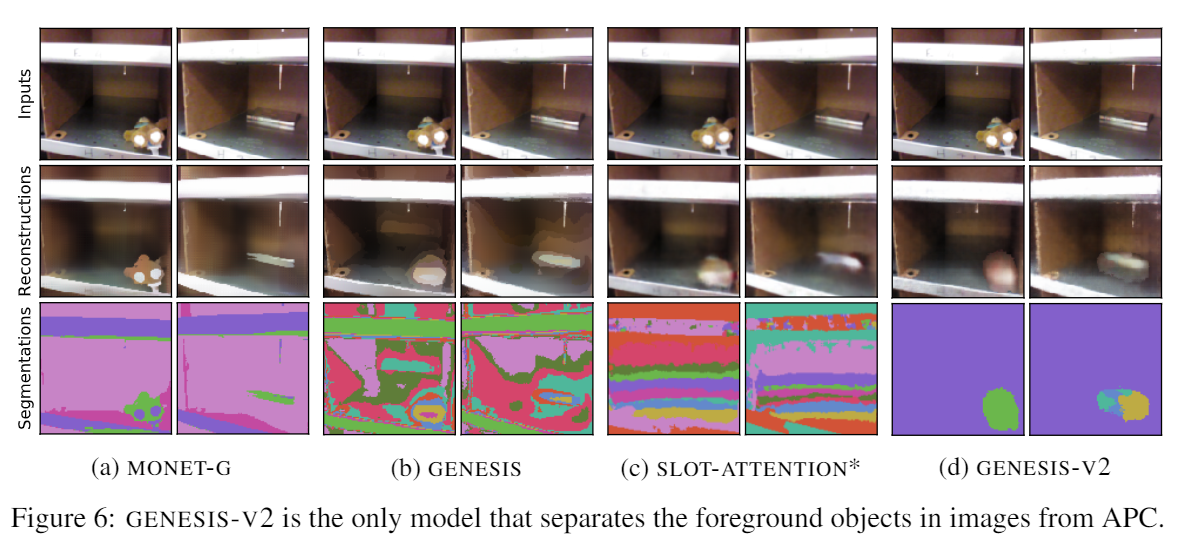 Inputs
Reconstructions
Segmentations
(a) MONET-G
(b) GENESIS
(c) SLOT-ATTENTION*
(d) GENESIS-V2
Figure 6: GENESIS-V2 is the only model that separates the foreground objects in images from APC.